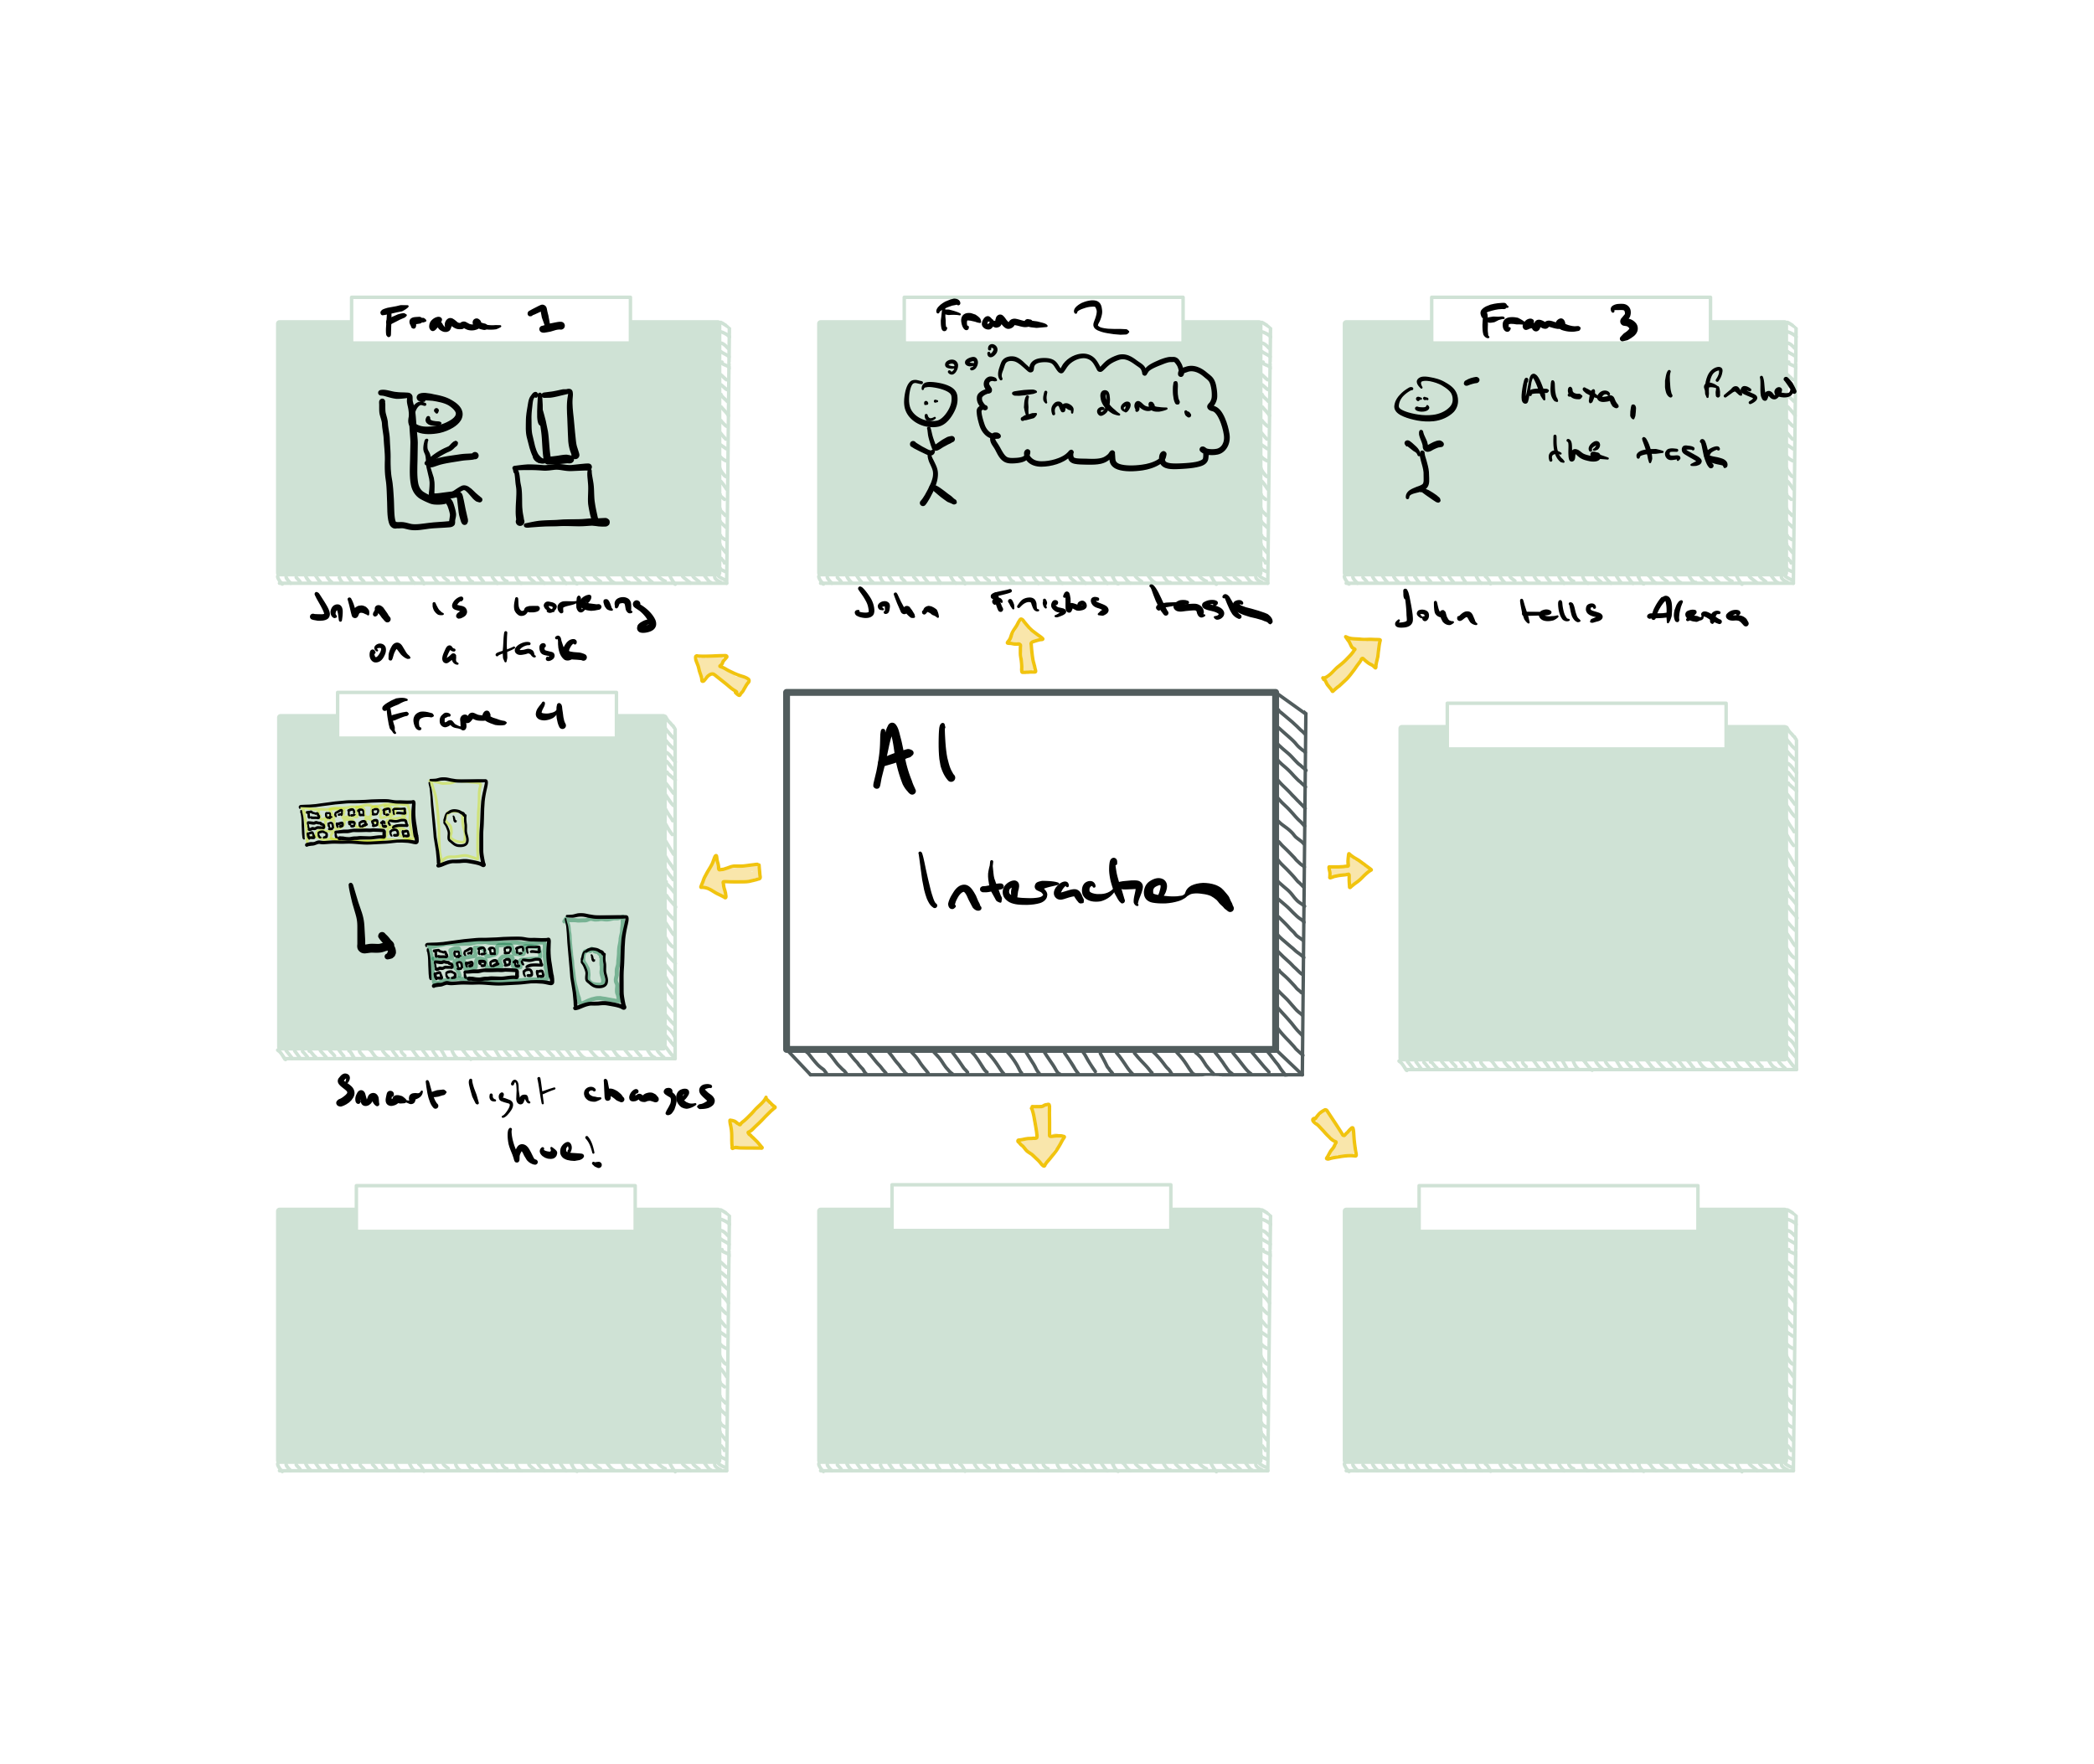 Frame 1
Frame 2
Frame 3
I'm done!
Alexa, I finished
the task
John is working
on a task
John finishes task
John tells Alexa
Frame 4
AI
Interaction
Smart light changes
hue!